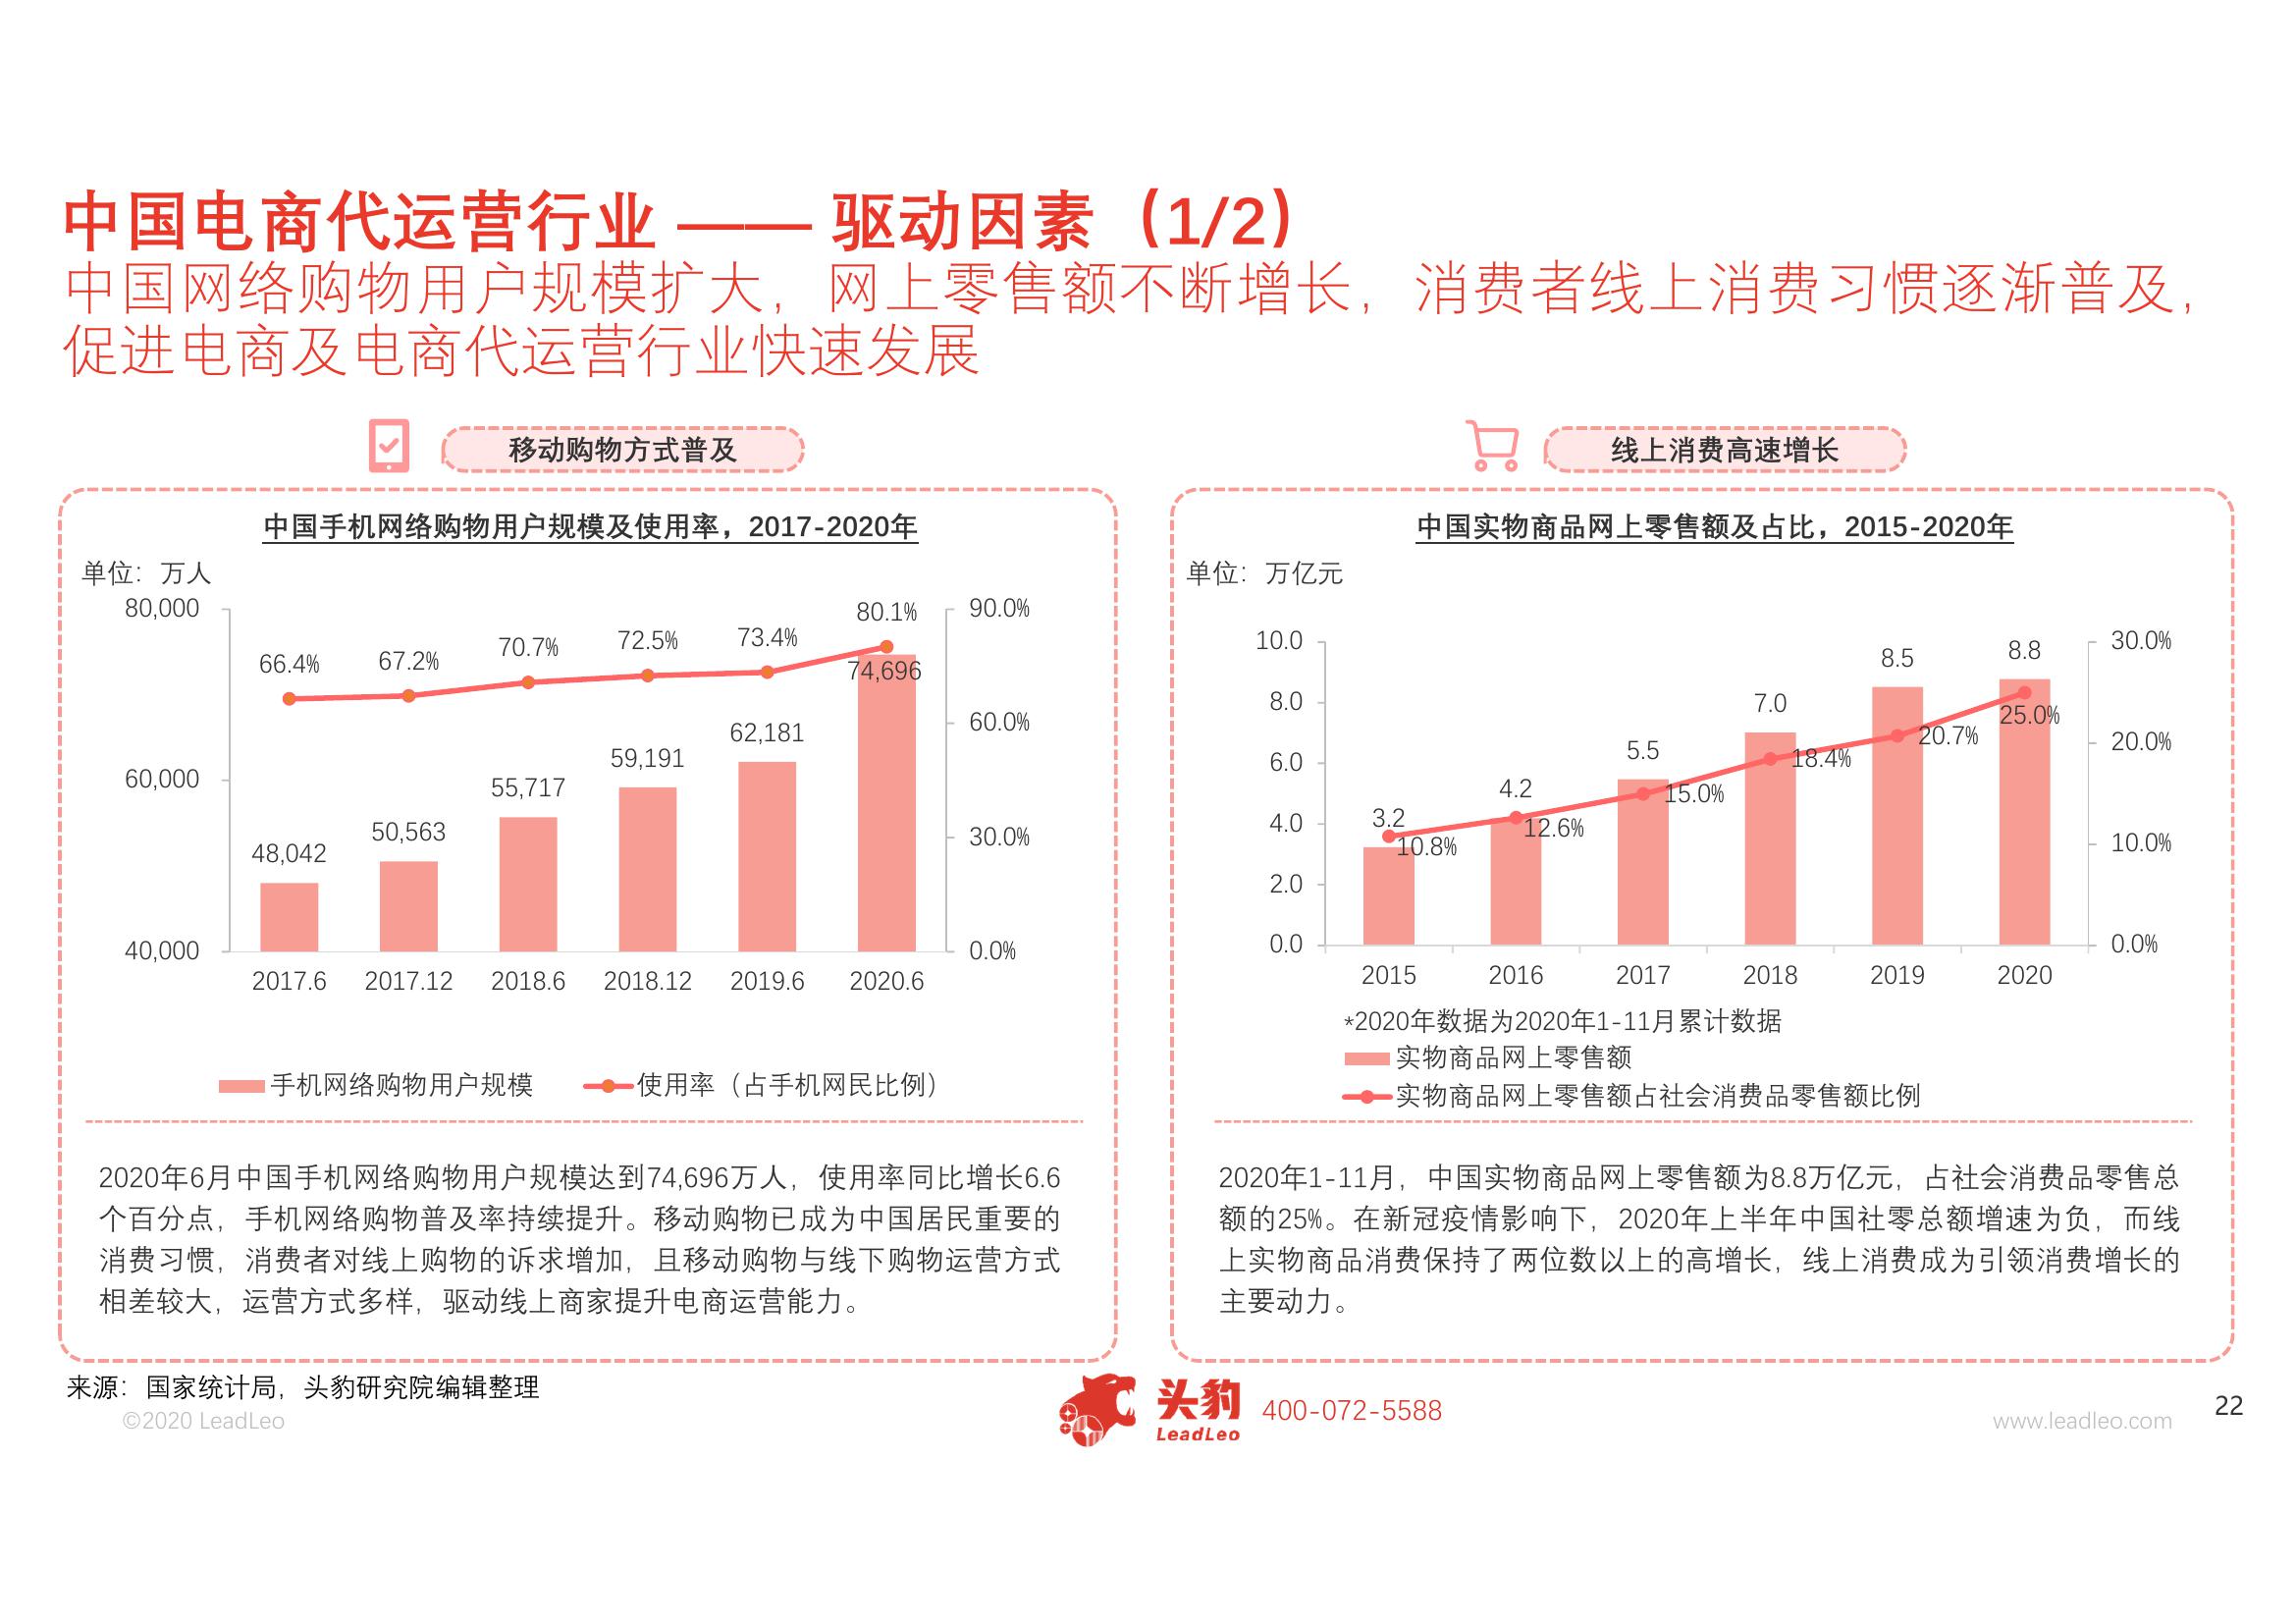 中国电商代运营行业 —— 驱动因素（1/2）
中国网络购物用户规模扩大，网上零售额不断增长，消费者线上消费习惯逐渐普及，
促进电商及电商代运营行业快速发展
移动购物方式普及
中国手机网络购物用户规模及使用率，2017-2020年
单位：万人
80,000
60,000
40,000
90.0%
60.0%
30.0%
0.0%
66.4%
67.2%
70.7%
72.5%
73.4%
80.1%
48,042
50,563
55,717
59,191
62,181
74,696
2017.6
2017.12
2018.6
2018.12
2019.6
2020.6
手机网络购物用户规模
使用率（占手机网民比例）
2020年6月中国手机网络购物用户规模达到74,696万人，使用率同比增长6.6
个百分点，手机网络购物普及率持续提升。移动购物已成为中国居民重要的
消费习惯，消费者对线上购物的诉求增加，且移动购物与线下购物运营方式
相差较大，运营方式多样，驱动线上商家提升电商运营能力。
线上消费高速增长
中国实物商品网上零售额及占比，2015-2020年
单位：万亿元
10.0
8.0
6.0
4.0
2.0
0.0
30.0%
20.0%
10.0%
0.0%
3.2
4.2
5.5
7.0
8.5
8.8
10.8%
12.6%
15.0%
18.4%
20.7%
25.0%
2015
2016
2017
2018
2019
2020
*2020年数据为2020年1-11月累计数据
实物商品网上零售额
实物商品网上零售额占社会消费品零售额比例
2020年1-11月，中国实物商品网上零售额为8.8万亿元，占社会消费品零售总
额的25%。在新冠疫情影响下，2020年上半年中国社零总额增速为负，而线
上实物商品消费保持了两位数以上的高增长，线上消费成为引领消费增长的
主要动力。
来源：国家统计局，头豹研究院编辑整理
©2020 LeadLeo
头豹
LeadLeo
400-072-5588
www.leadleo.com
22